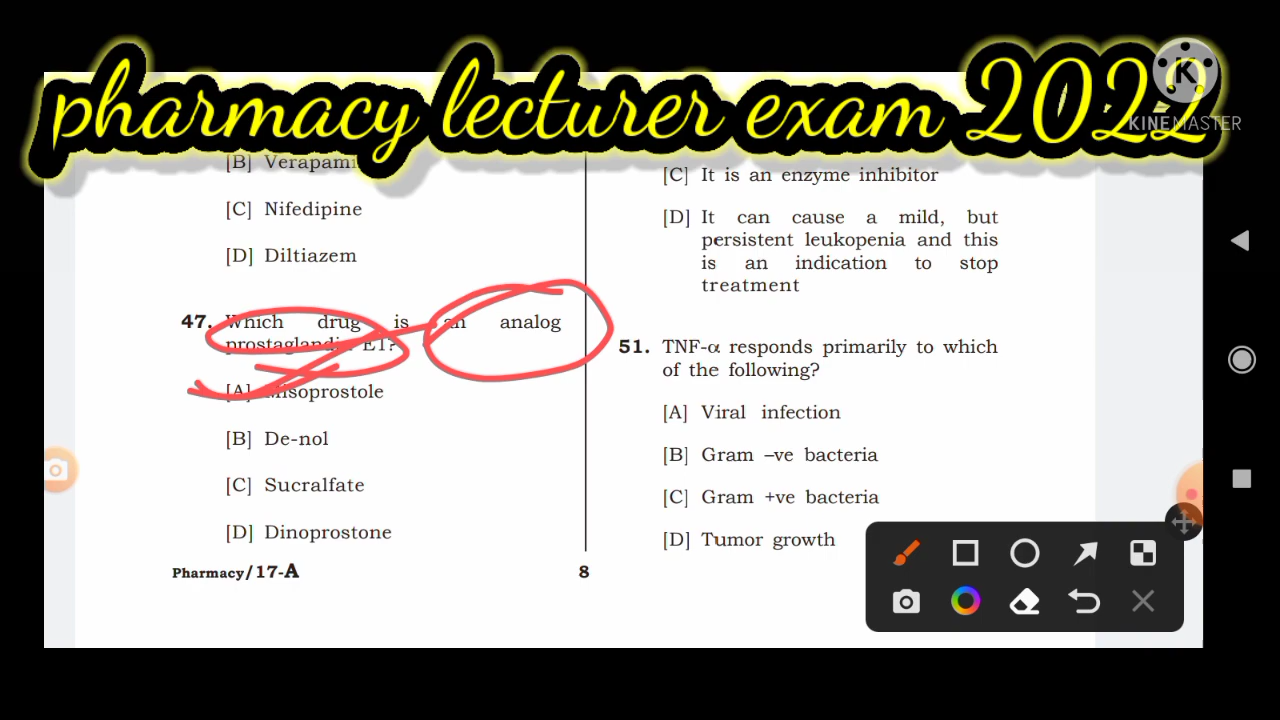 pharmacy lecturer exam 2022
KINEMASTER
[B] Verapami
[C] Nifedipine
[D] Diltiazem
47. Which drug is an analog
prostaglandin E1?
[A] Misoprostole
[B] De-nol
[C] Sucralfate
[D] Dinoprostone
Pharmacy/17-A
8
[C] It is an enzyme inhibitor
[D] It can cause a mild, but
persistent leukopenia and this
is an indication to stop
treatment
51. TNF-α responds primarily to which
of the following?
[A] Viral infection
[B] Gram –ve bacteria
[C] Gram +ve bacteria
[D] Tumor growth